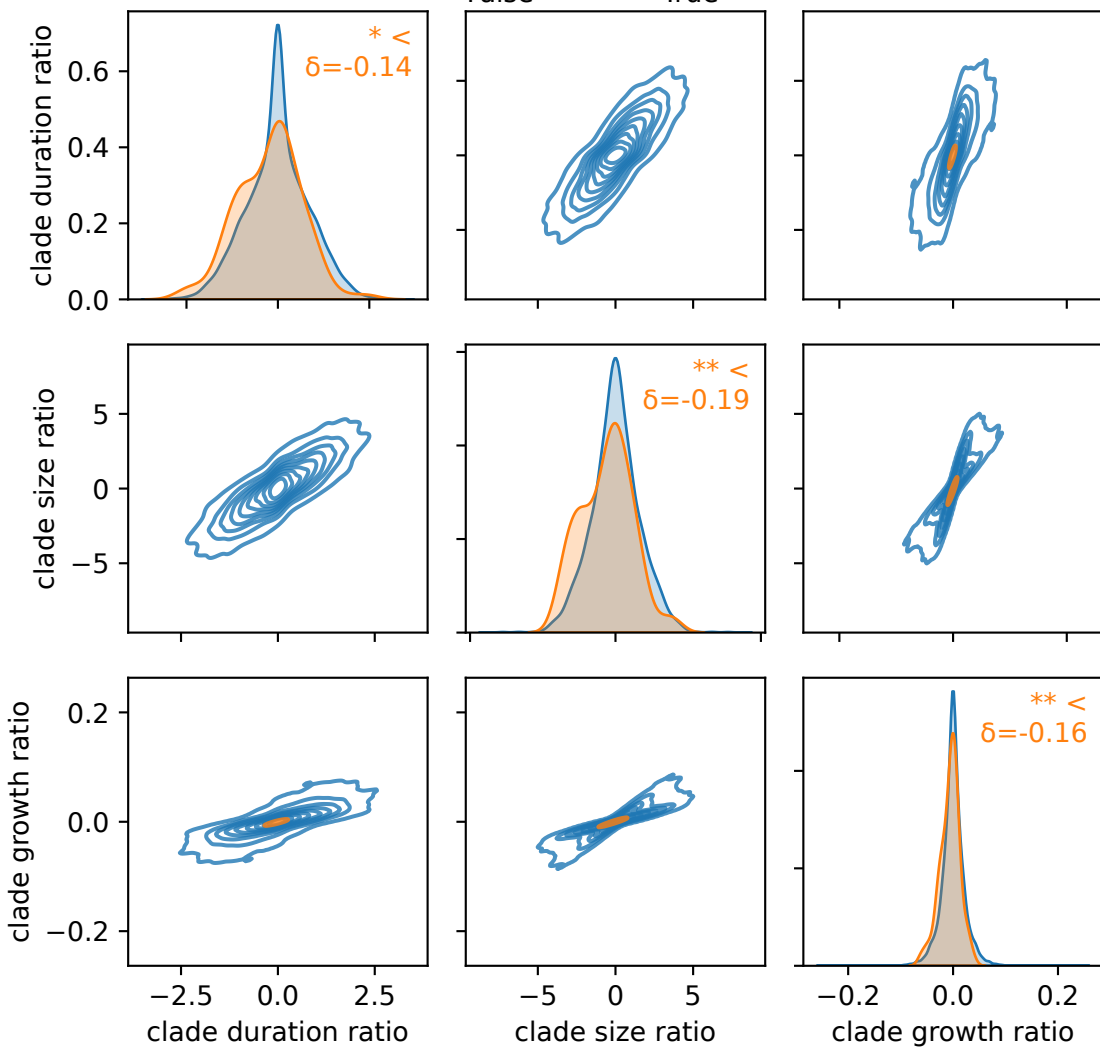 clade duration ratio
0.6
0.4
0.2
0.0
* <
δ=-0.14
clade size ratio
5
0
−5
** <
δ=-0.19
clade growth ratio
0.2
0.0
−0.2
** <
δ=-0.16
−2.5 0.0 2.5
−5 0 5
−0.2 0.0 0.2
clade duration ratio
clade size ratio
clade growth ratio